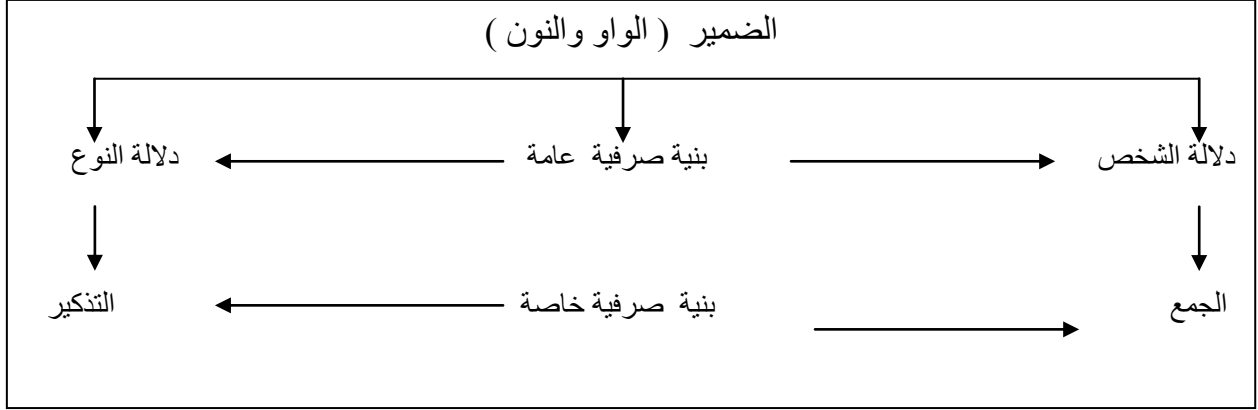 الضمير ( الواو والنون )
دلالة الشخص بنية صرفية عامة دلالة النوع
الجمع بنية صرفية خاصة التذكير